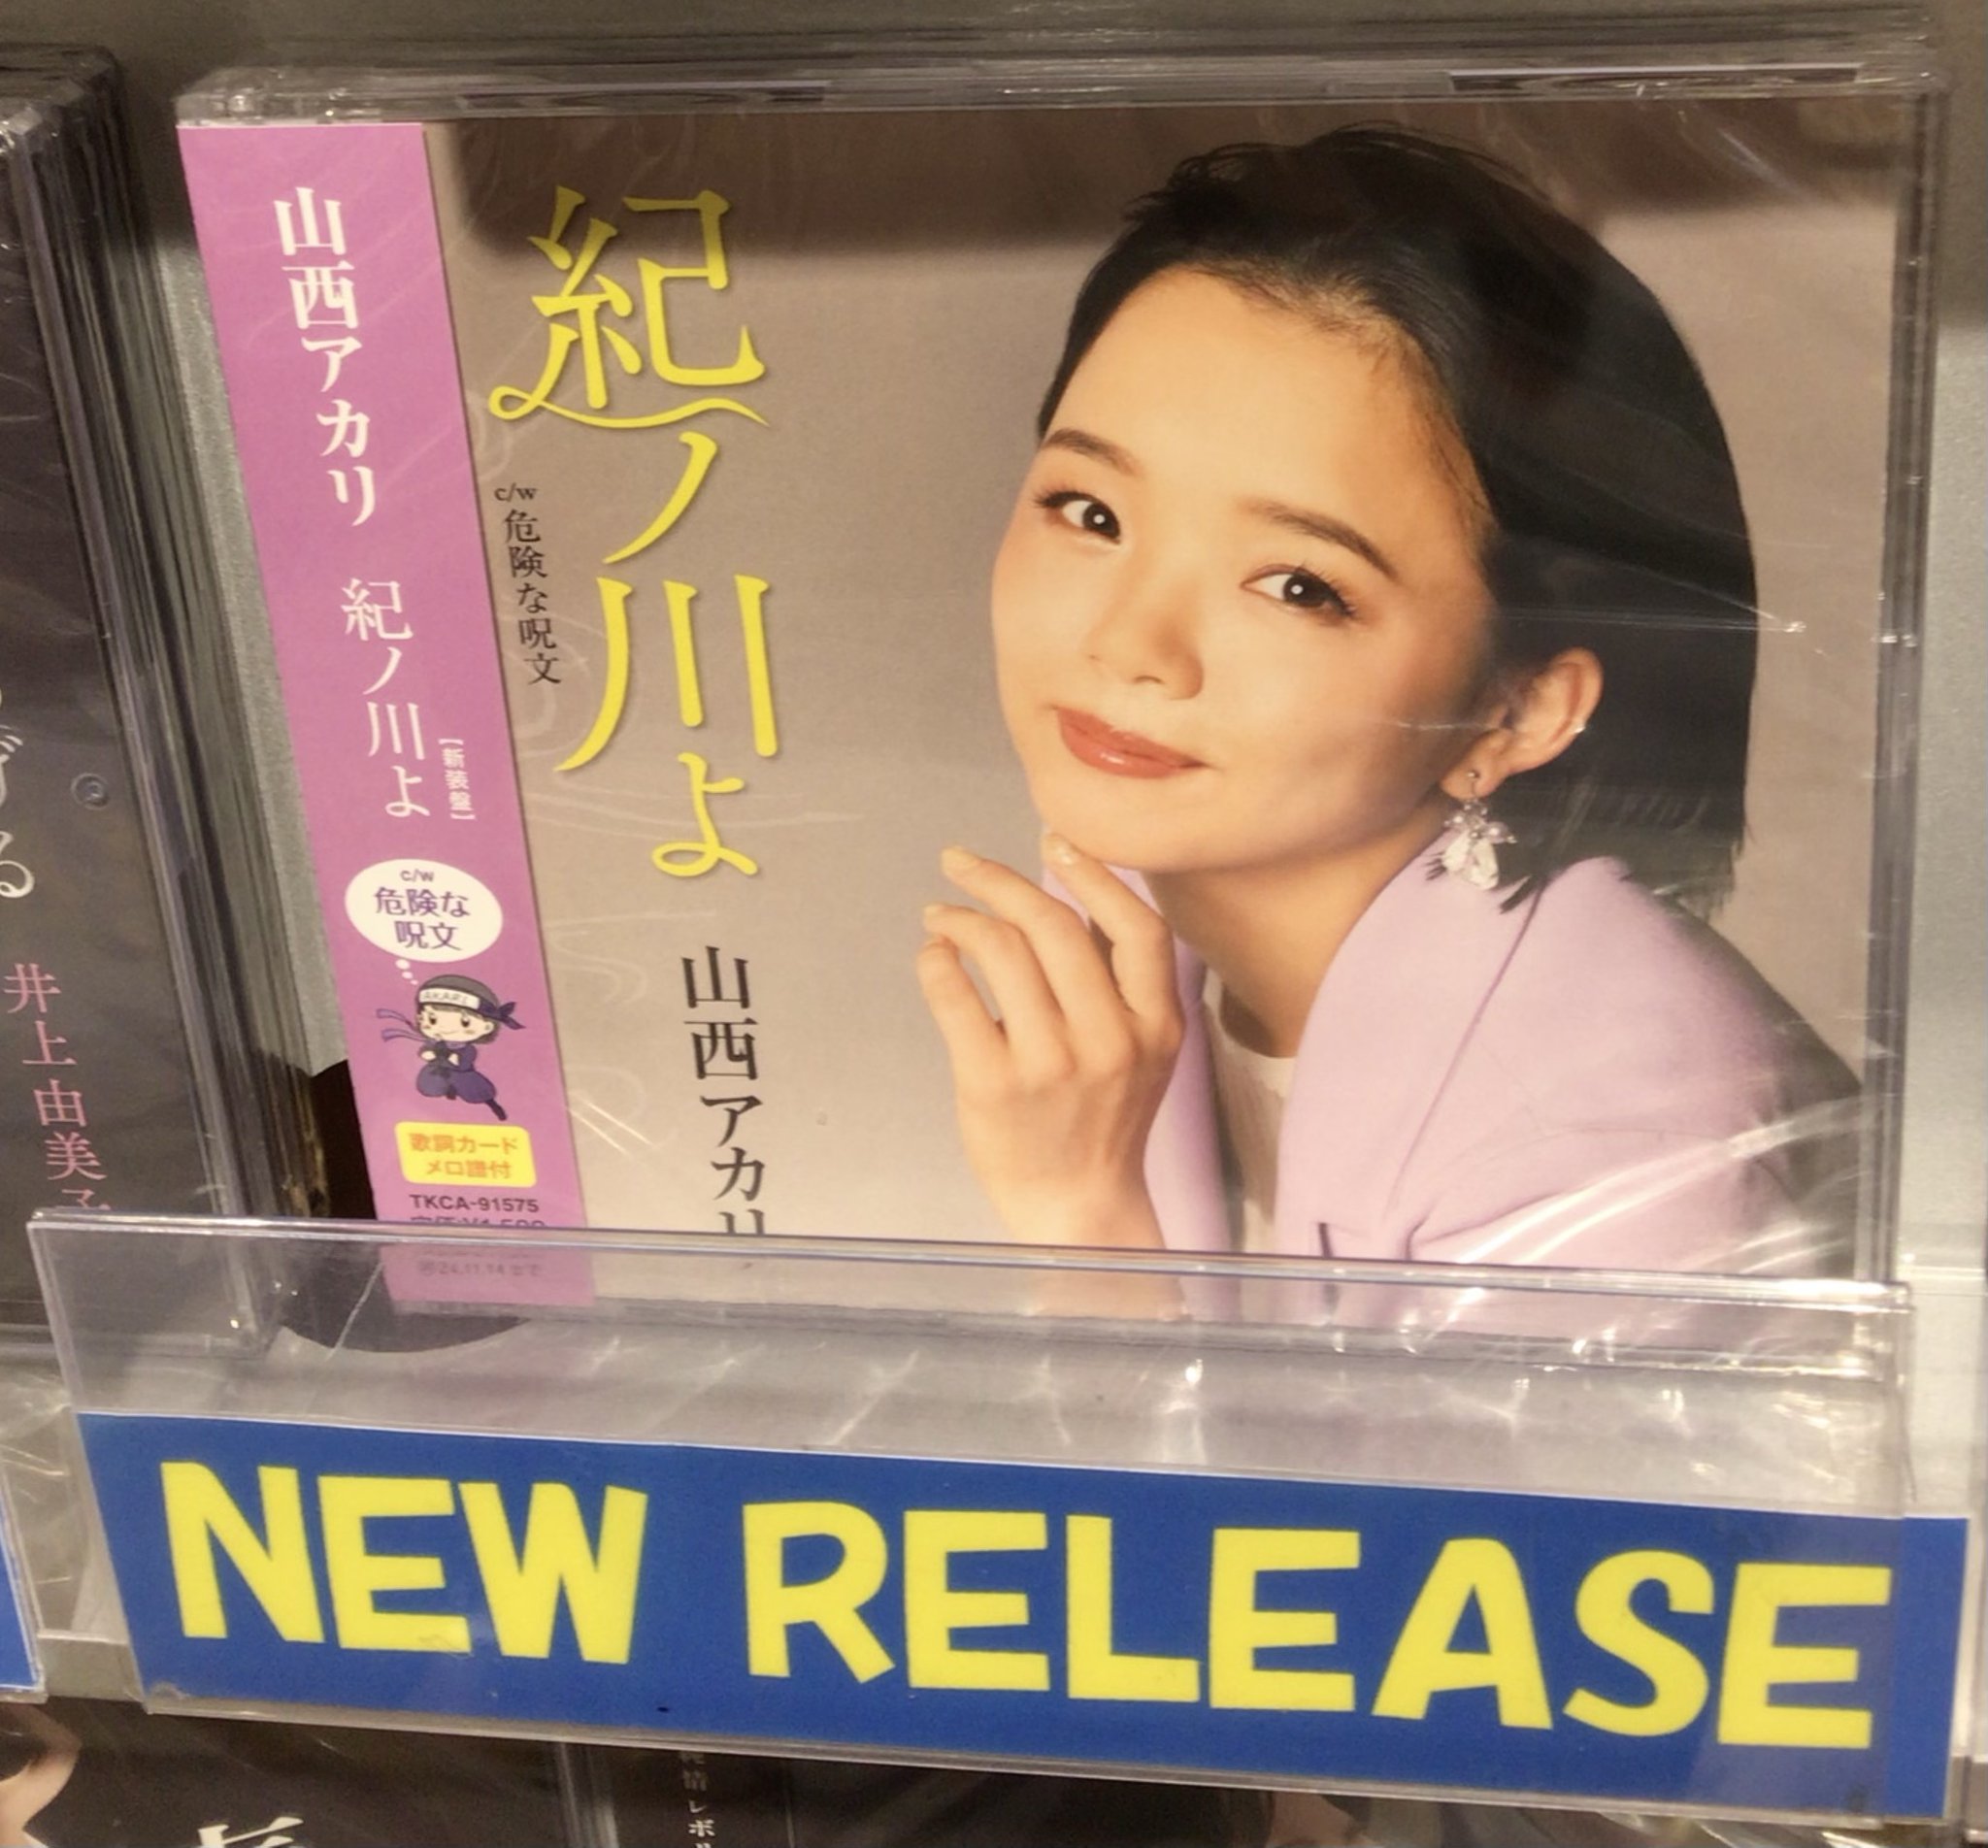 山西アカリ 紀ノ川よ
【新装盤】
c/w
危険な
呪文
AKARI
歌詞カード
メロ譜付
TKCA-91575
紀ノ川よ
c/w 危険な呪文
山西アカリ
井上由美子
NEW RELEASE